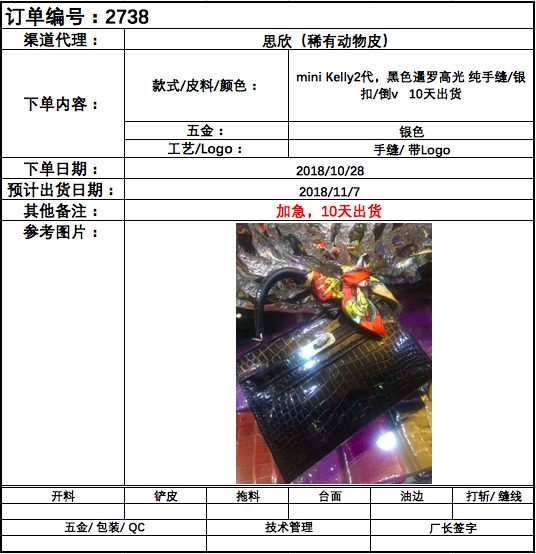 订单编号：2738
渠道代理： 思欣（稀有动物皮）
下单内容： 款式/皮料/颜色： mini Kelly2代，黑色暹罗高光 纯手缝/银
扣/倒v 10天出货
五金： 银色
工艺/Logo： 手缝/ 带Logo
下单日期： 2018/10/28
预计出货日期： 2018/11/7
其他备注： 加急，10天出货
参考图片：
开料 铲皮 拖料 台面 油边 打斩/ 缝线
五金/ 包装/ QC 技术管理 厂长签字